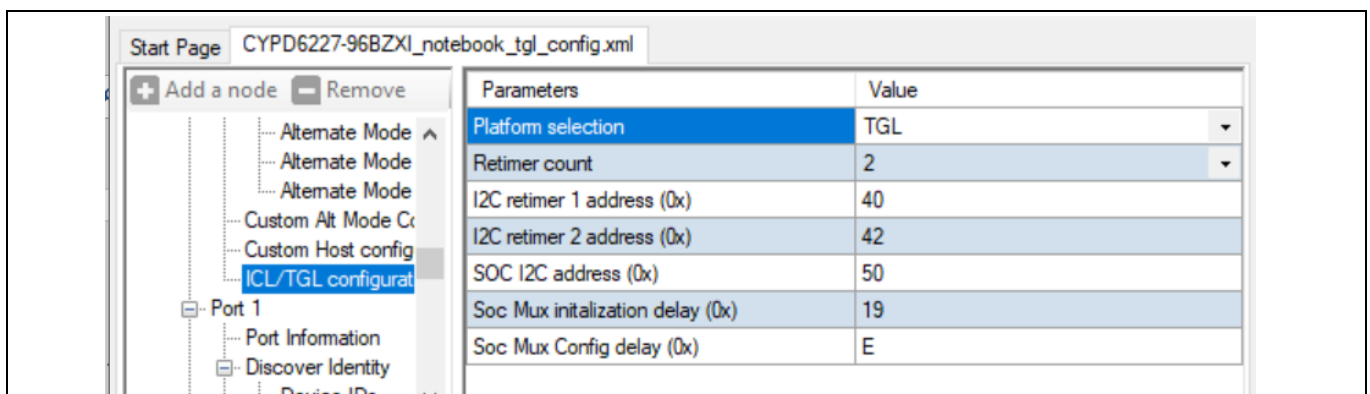 Start Page CYPD6227-96BZXI_notebook_tgl_config.xml
Add a node Remove
Alternate Mode
Alternate Mode
Alternate Mode
Custom Alt Mode Co
Custom Host config
ICL/TGL configurat
Port 1
Port Information
Discover Identity
Parameters Value
Platform selection TGL
Retimer count 2
I2C retimer 1 address (0x) 40
I2C retimer 2 address (0x) 42
SOC I2C address (0x) 50
Soc Mux initalization delay (0x) 19
Soc Mux Config delay (0x) E